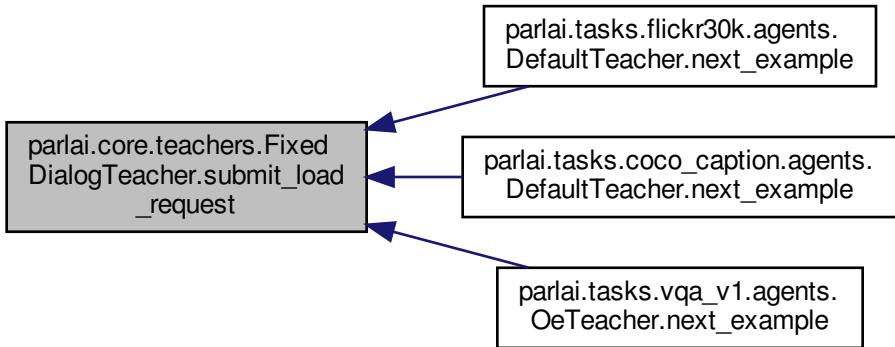 parlai.core.teachers.Fixed
DialogTeacher.submit_load
_request
parlai.tasks.flickr30k.agents.
DefaultTeacher.next_example
parlai.tasks.coco_caption.agents.
DefaultTeacher.next_example
parlai.tasks.vqa_v1.agents.
OeTeacher.next_example